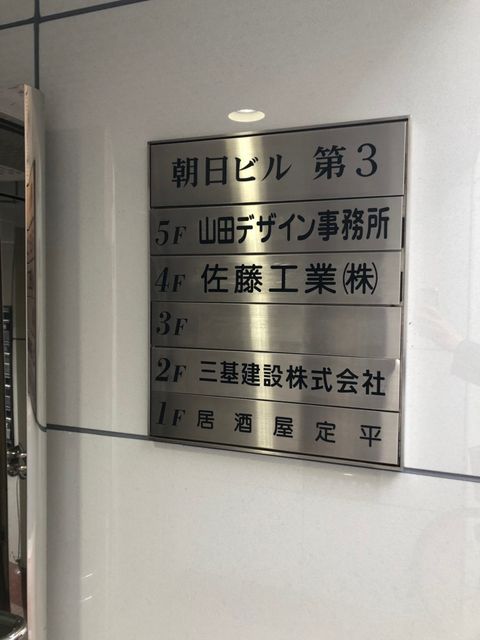 朝日ビル 第3
5F 山田デザイン事務所
4F 佐藤工業㈱
3F
2F 三基建設株式会社
1F 居酒屋定平